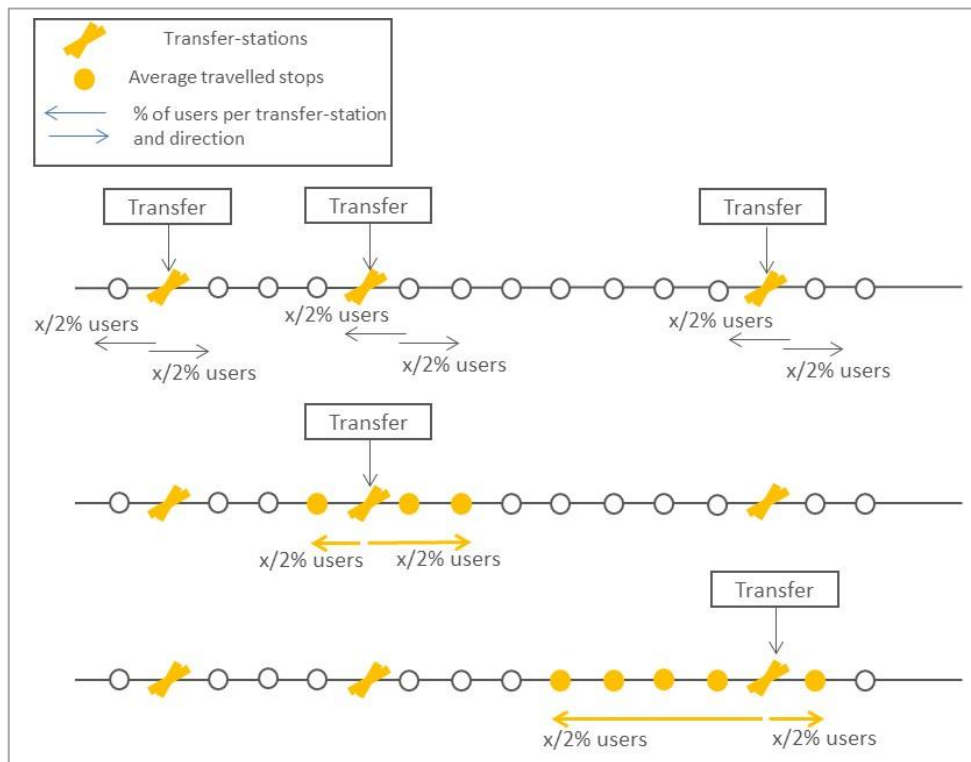 Transfer-stations
Average travelled stops
% of users per transfer-station
and direction
Transfer
Transfer
Transfer
x/2% users
x/2% users
x/2% users
x/2% users
x/2% users
x/2% users
Transfer
x/2% users
x/2% users
Transfer
x/2% users
x/2% users